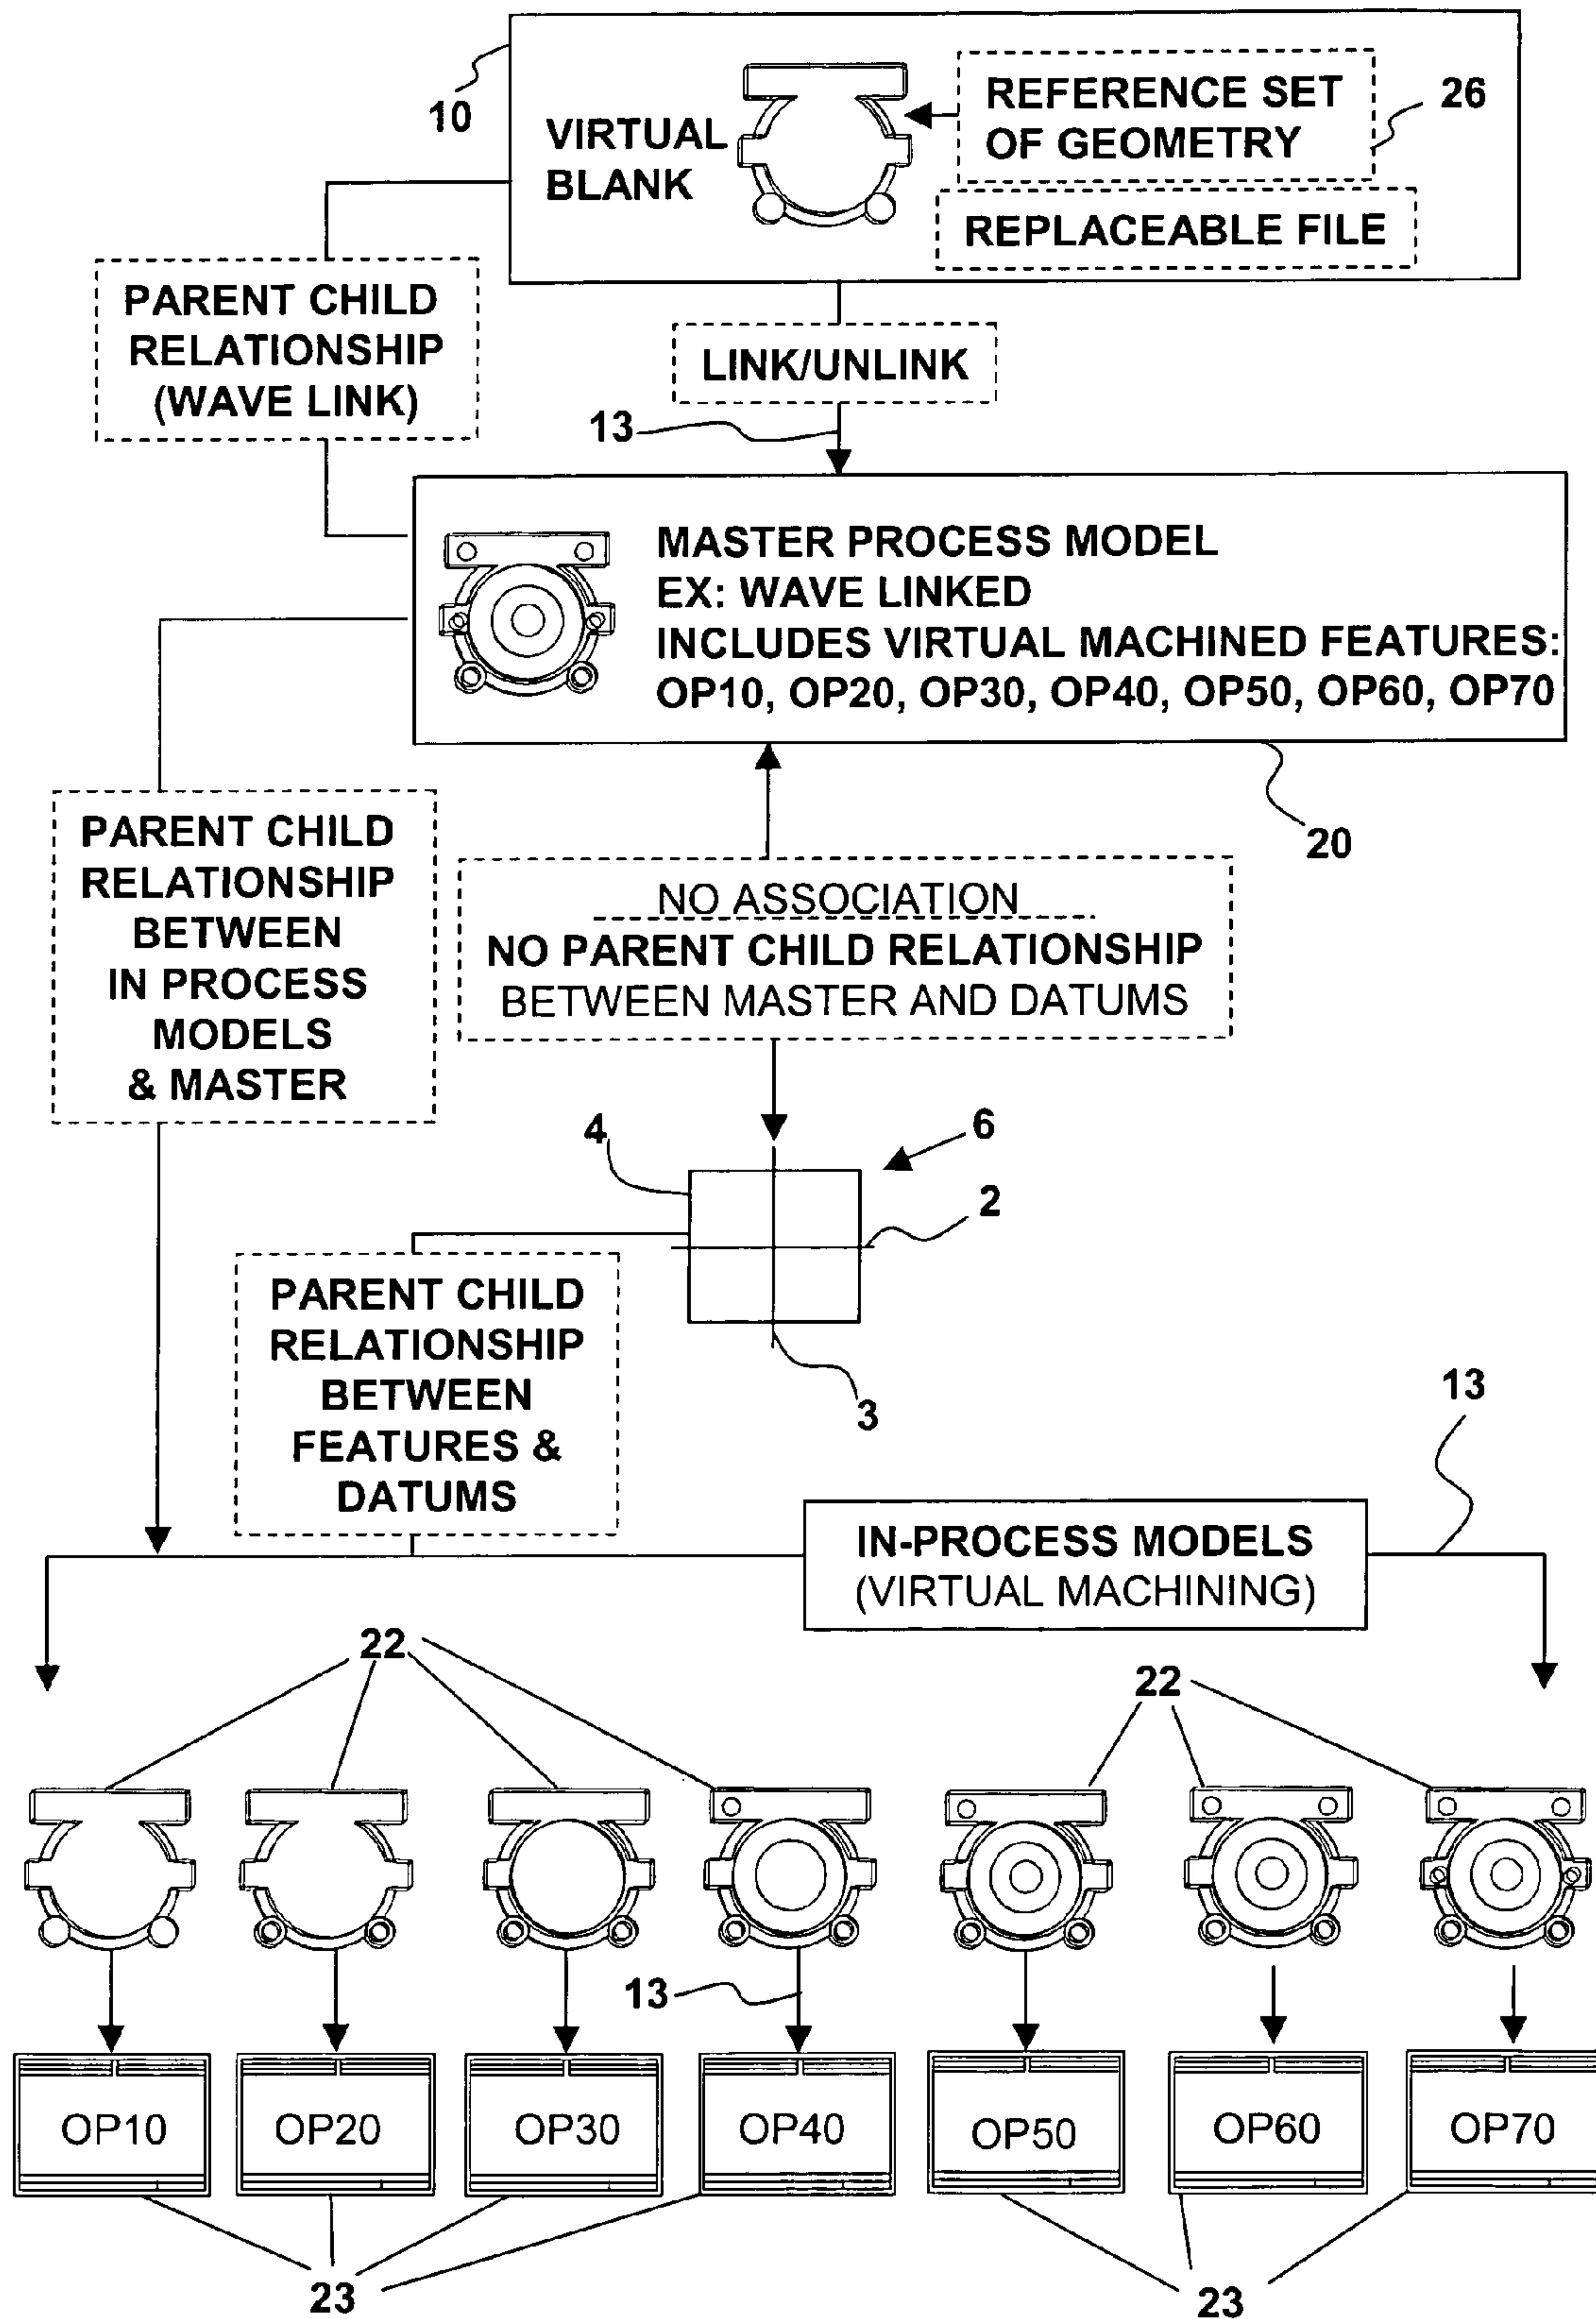 10
VIRTUAL
BLANK
REFERENCE SET
OF GEOMETRY
26
REPLACEABLE FILE
PARENT CHILD
RELATIONSHIP
(WAVE LINK)
LINK/UNLINK
13
MASTER PROCESS MODEL
EX: WAVE LINKED
INCLUDES VIRTUAL MACHINED FEATURES:
OP10, OP20, OP30, OP40, OP50, OP60, OP70
20
PARENT CHILD
RELATIONSHIP
BETWEEN
IN PROCESS
MODELS
& MASTER
NO ASSOCIATION
NO PARENT CHILD RELATIONSHIP
BETWEEN MASTER AND DATUMS
4
6
2
3
PARENT CHILD
RELATIONSHIP
BETWEEN
FEATURES &
DATUMS
13
IN-PROCESS MODELS
(VIRTUAL MACHINING)
22
22
13
OP10
OP20
OP30
OP40
OP50
OP60
OP70
23
23